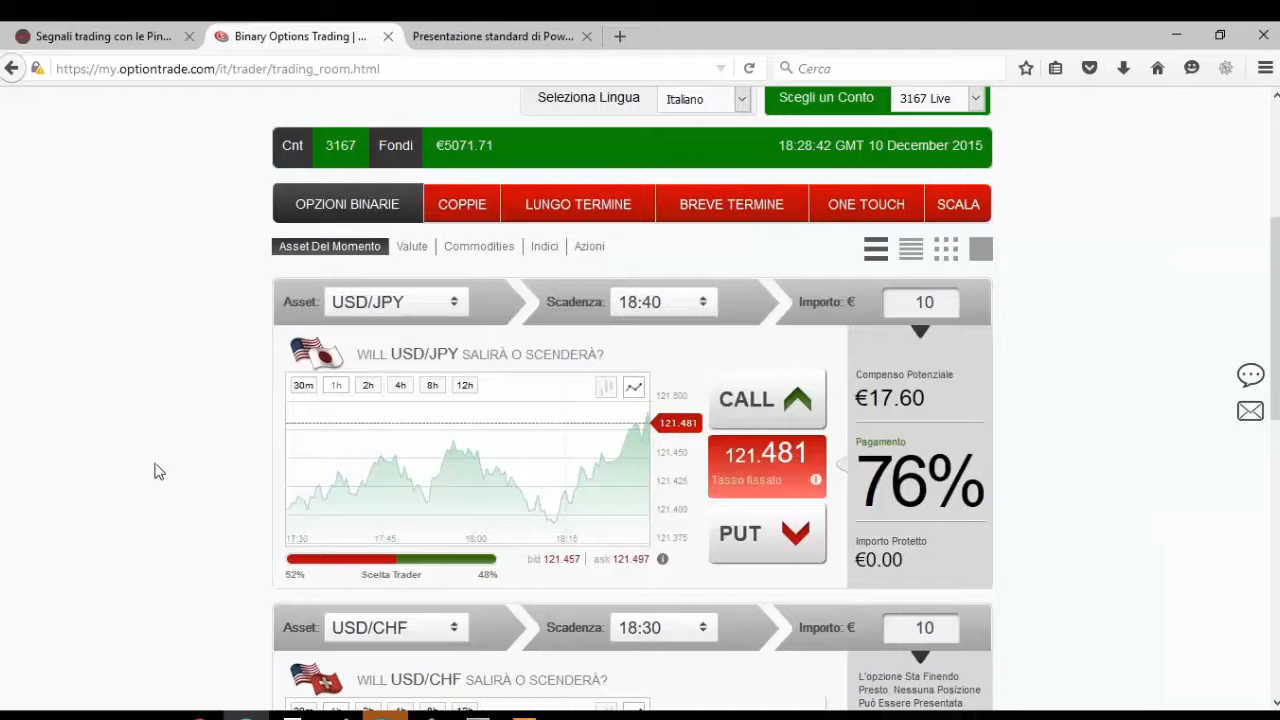 Segnali trading con le Pin...
Binary Options Trading | ...
Presentazione standard di Pow...
https://my.optiontrade.com/it/trader/trading_room.html
Cerca
Seleziona Lingua
Italiano
Scegli un Conto
3167 Live
Cnt
3167
Fondi
€5071.71
18:28:42 GMT 10 December 2015
OPZIONI BINARIE
COPPIE
LUNGO TERMINE
BREVE TERMINE
ONE TOUCH
SCALA
Asset Del Momento
Valute
Commodities
Indici
Azioni
Asset:
USD/JPY
Scadenza:
18:40
Importo: €
10
WILL USD/JPY SALIRÀ O SCENDERÀ?
30m
1h
2h
4h
8h
12h
121.500
121.481
121.450
121.425
121.400
121.375
17:30
17:45
18:00
18:15
52%
Scelta Trader
48%
bid 121.457
ask 121.497
CALL
121.481
Tasso fissato
PUT
Compenso Potenziale
€17.60
Pagamento
76%
Importo Protetto
€0.00
Asset:
USD/CHF
Scadenza:
18:30
Importo: €
10
WILL USD/CHF SALIRÀ O SCENDERÀ?
L'opzione Sta Finendo
Presto. Nessuna Posizione
Può Essere Presentata